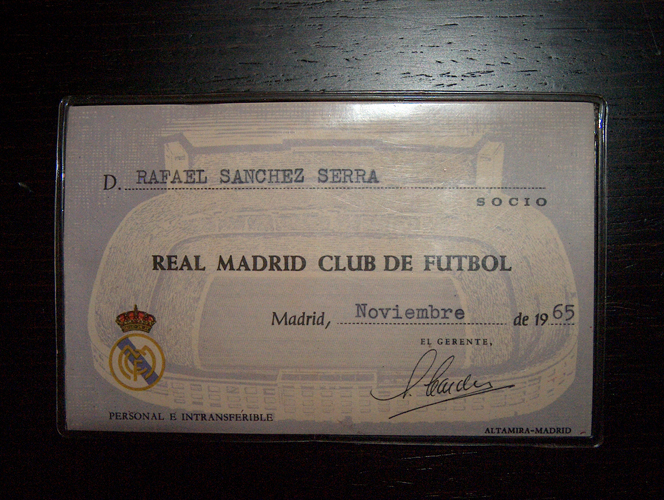 D. RAFAEL SANCHEZ SERRA
SOCIO
REAL MADRID CLUB DE FUTBOL
Madrid, Noviembre de 1965
EL GERENTE,
PERSONAL E INTRANSFERIBLE
ALTAMIRA-MADRID